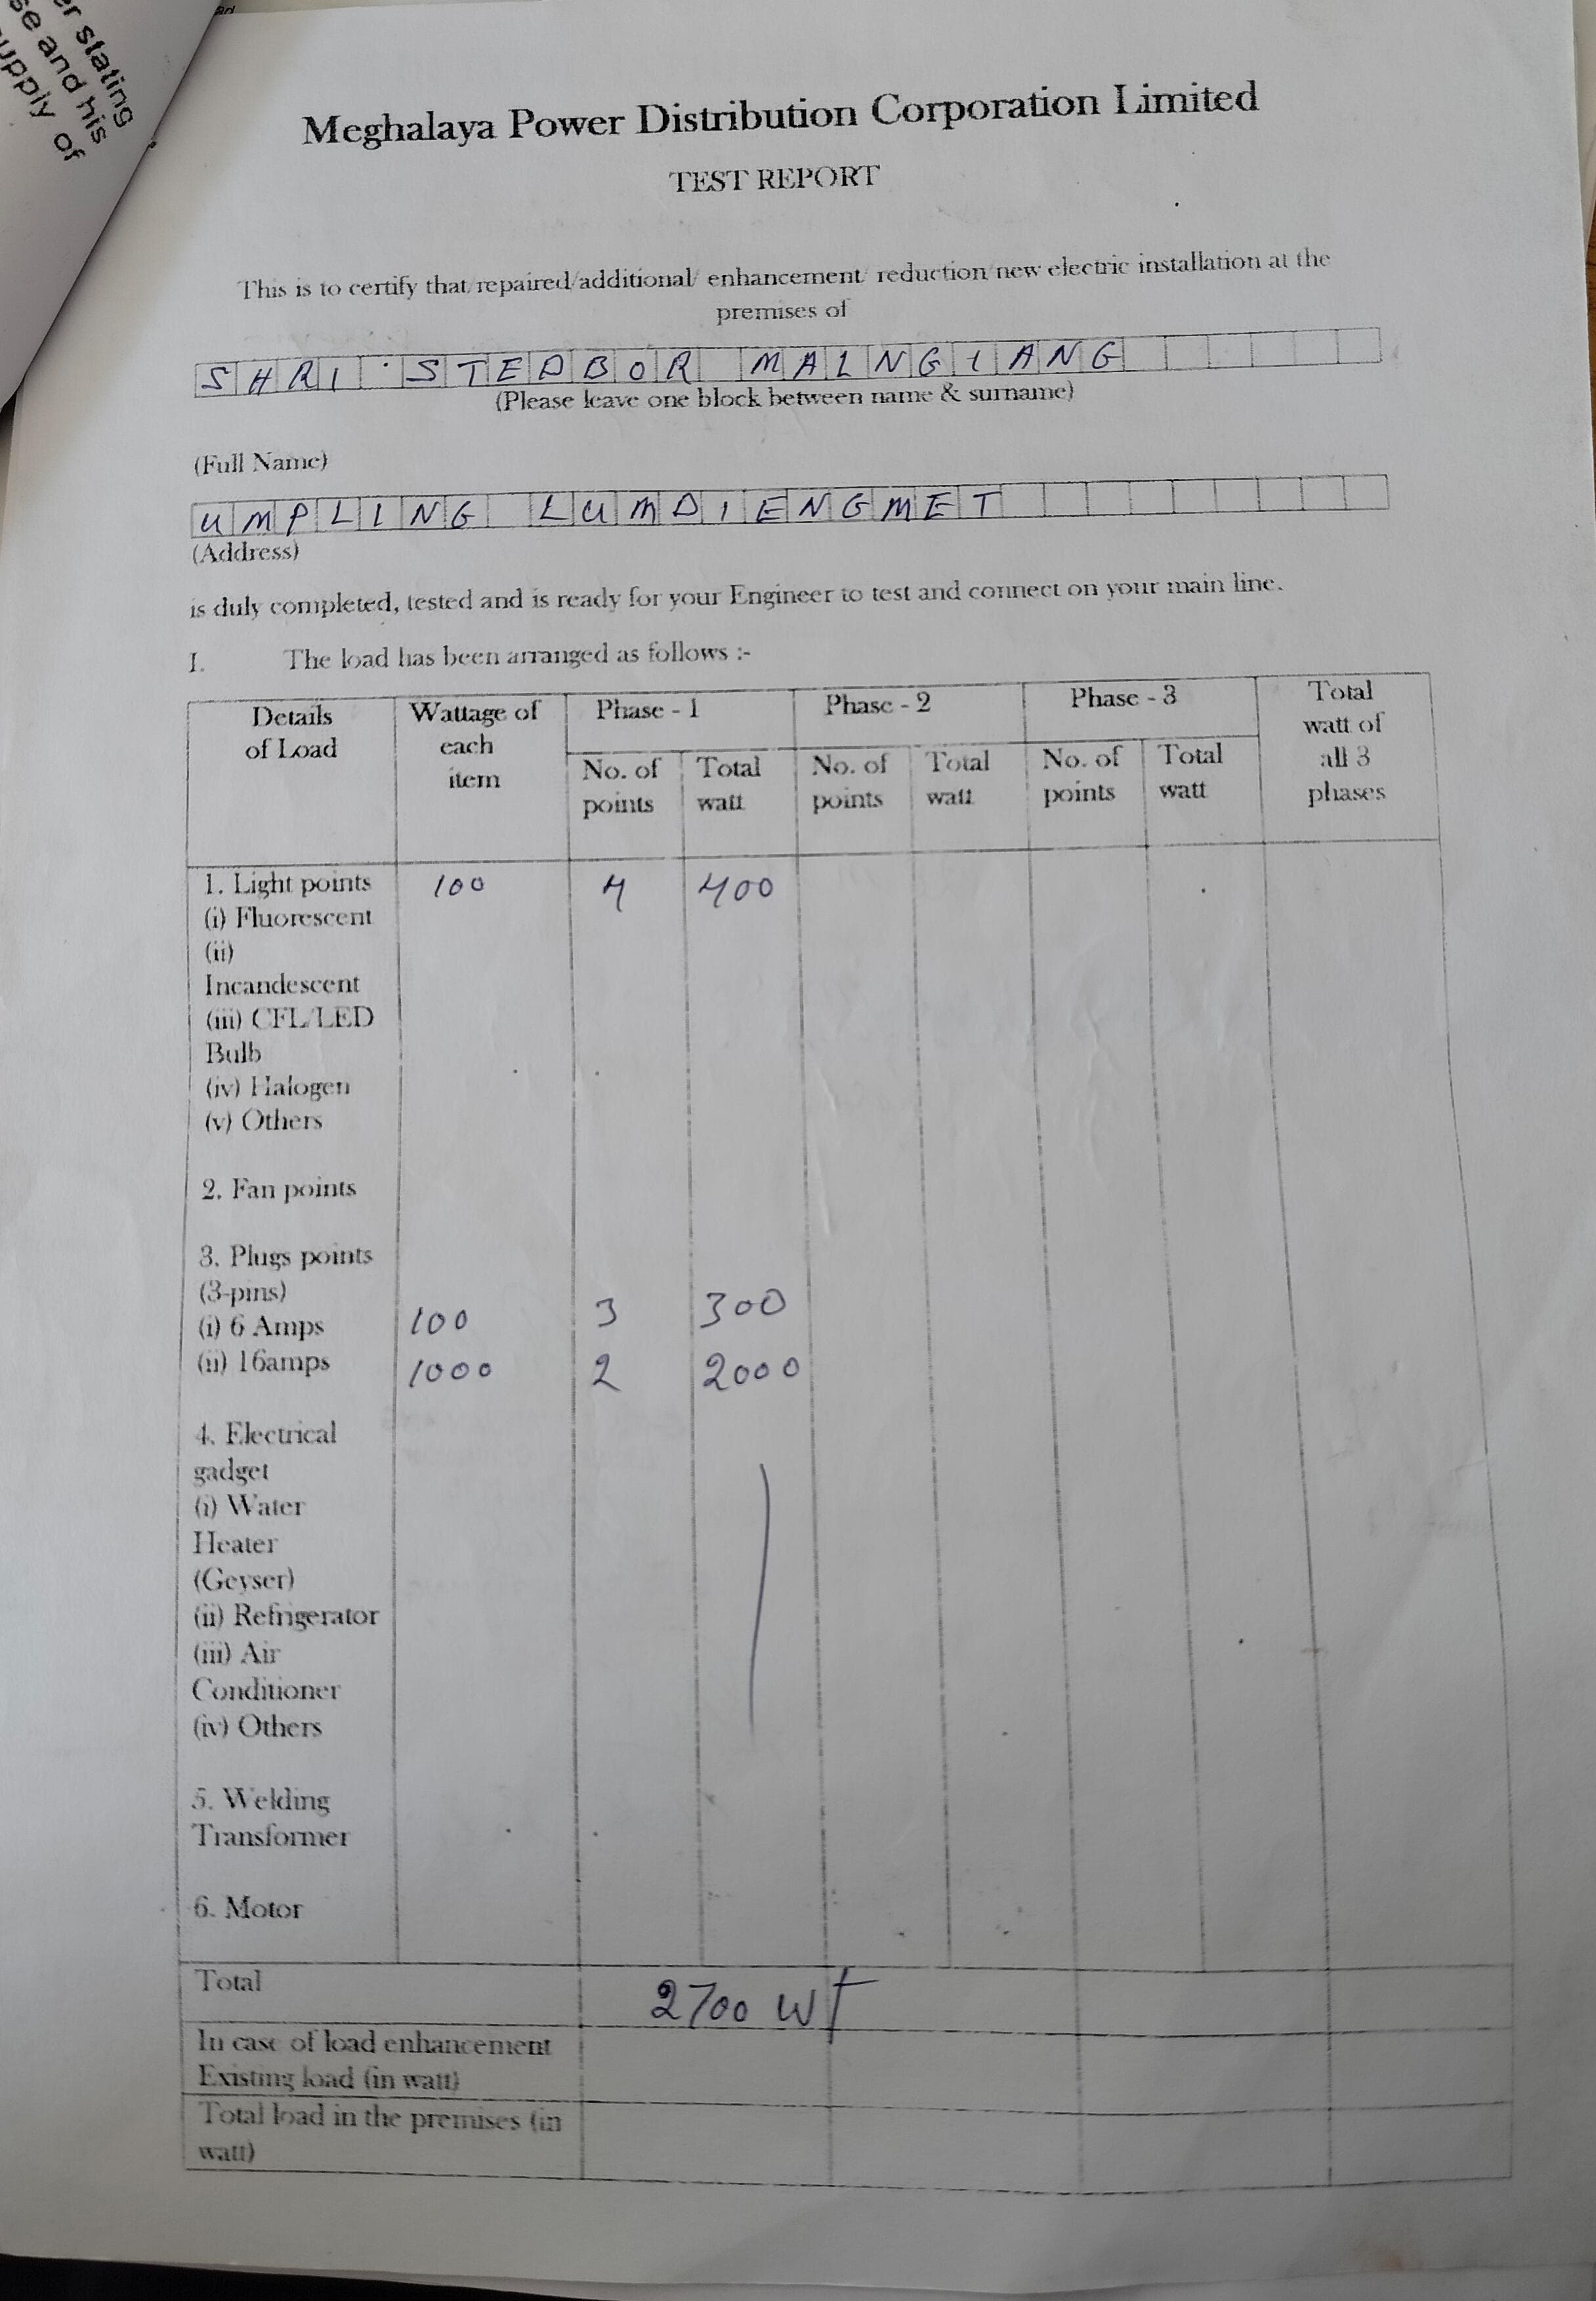 er stating
se and his
supply of
Meghalaya Power Distribution Corporation Limited
TEST REPORT
This is to certify that/repaired/additional/ enhancement/ reduction/new electric installation at the
premises of
SHRI STEDBOR MALNGIANG
(Please leave one block between name & surname)
(Full Name)
UMPLING LUMDIENGMET
(Address)
is duly completed, tested and is ready for your Engineer to test and connect on your main line.
I. The load has been arranged as follows :-
Details of Load Wattage of each item Phase - 1 Phase - 2 Phase - 3 Total watt of all 3 phases
No. of points Total watt No. of points Total watt No. of points Total watt
1. Light points 100 4 400
(i) Fluorescent
(ii)
Incandescent
(iii) CFL/LED
Bulb
(iv) Halogen
(v) Others
2. Fan points
3. Plugs points
(3-pins)
(i) 6 Amps 100 3 300
(ii) 16amps 1000 2 2000
4. Electrical
gadget
(i) Water
Heater
(Geyser)
(ii) Refrigerator
(iii) Air
Conditioner
(iv) Others
5. Welding
Transformer
6. Motor
Total 2700 WT
In case of load enhancement
Existing load (in watt)
Total load in the premises (in
watt)